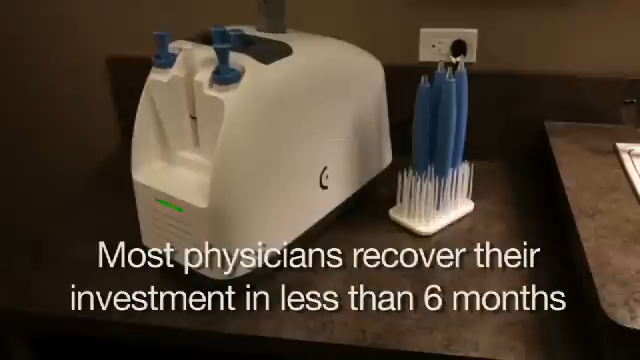 Most physicians recover their
investment in less than 6 months